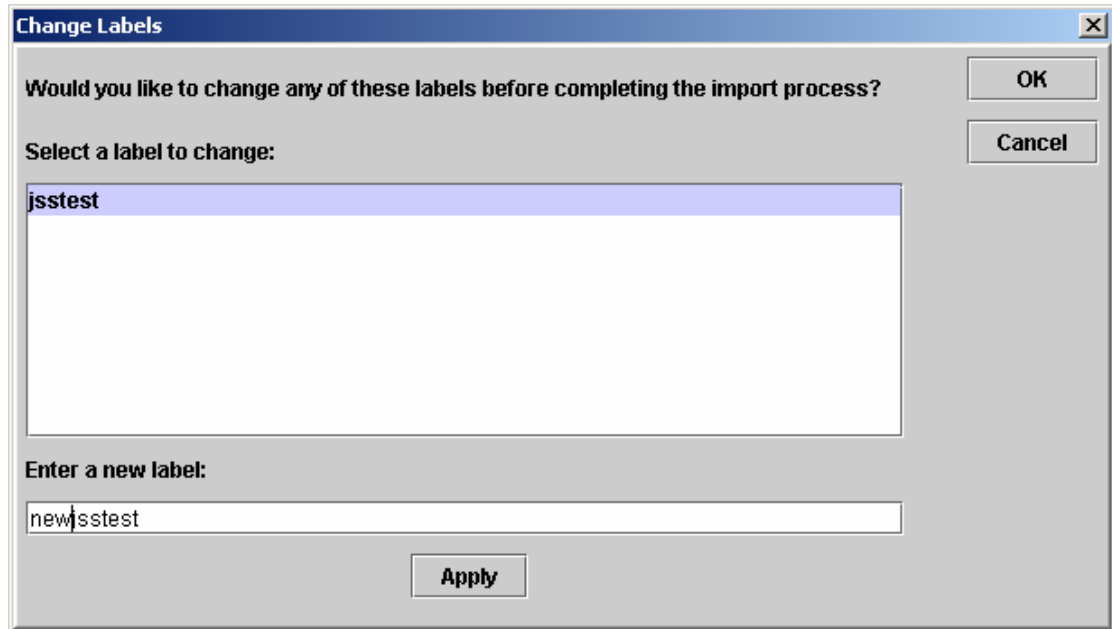 Change Labels
Would you like to change any of these labels before completing the import process?
OK
Cancel
Select a label to change:
jsstest
Enter a new label:
newjsstest
Apply